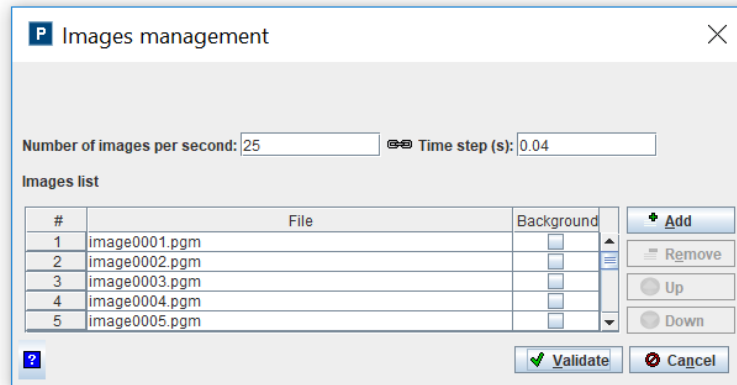 P Images management
Number of images per second: 25 Time step (s): 0.04
Images list
# File Background
1 image0001.pgm
2 image0002.pgm
3 image0003.pgm
4 image0004.pgm
5 image0005.pgm
Add
Remove
Up
Down
? Validate Cancel